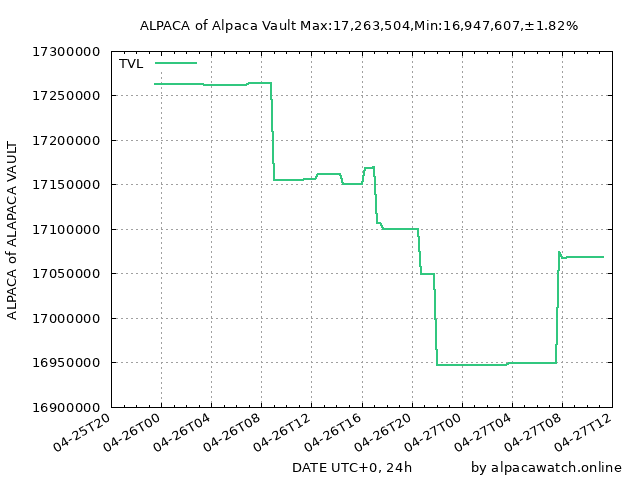 ALPACA of Alpaca Vault Max:17,263,504,Min:16,947,607,±1.82%
TVL
17300000
17250000
17200000
17150000
17100000
17050000
17000000
16950000
16900000
ALPACA of ALAPACA VAULT
04-25T20
04-26T00
04-26T04
04-26T08
04-26T12
04-26T16
04-26T20
04-27T00
04-27T04
04-27T08
04-27T12
DATE UTC+0, 24h
by alpacawatch.online